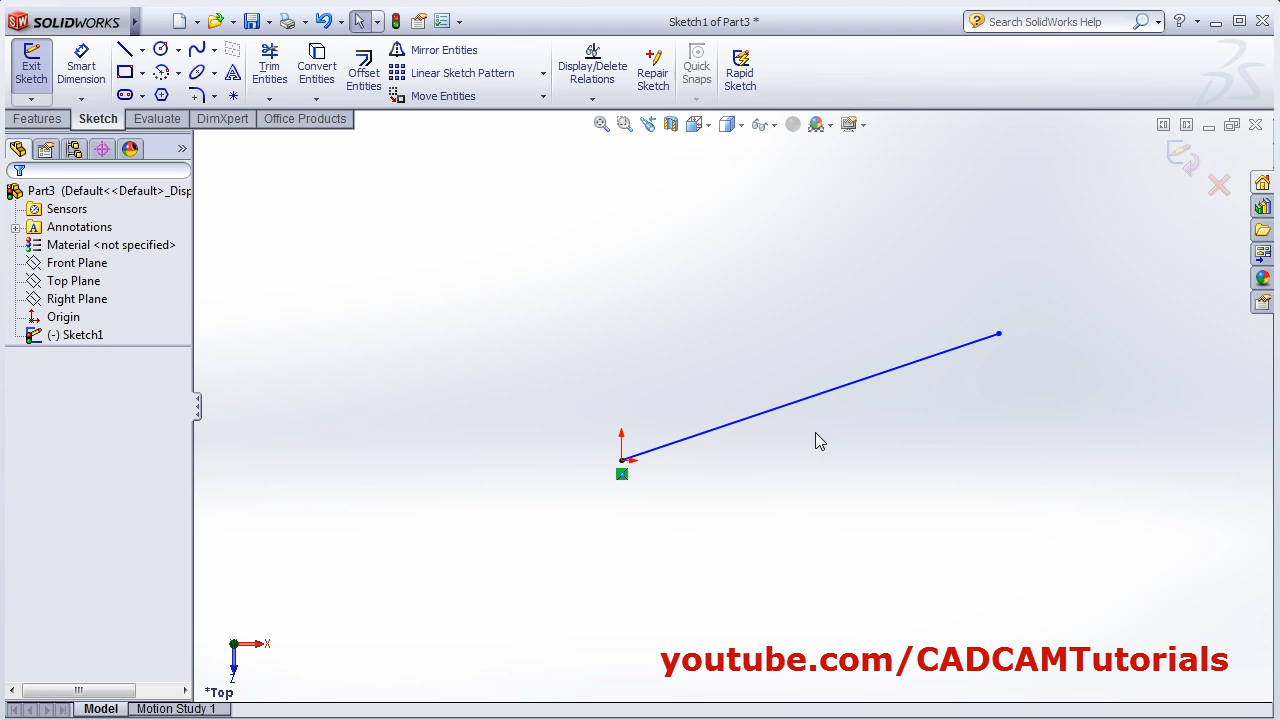 SOLIDWORKS
Sketch1 of Part3 *
Search SolidWorks Help
Exit Sketch
Smart Dimension
Trim Entities
Convert Entities
Offset Entities
Mirror Entities
Linear Sketch Pattern
Move Entities
Display/Delete Relations
Repair Sketch
Quick Snaps
Rapid Sketch
Features
Sketch
Evaluate
DimXpert
Office Products
Part3 (Default<<Default>_Disp
Sensors
Annotations
Material <not specified>
Front Plane
Top Plane
Right Plane
Origin
(-) Sketch1
X
Z
*Top
youtube.com/CADCAMTutorials
Model
Motion Study 1